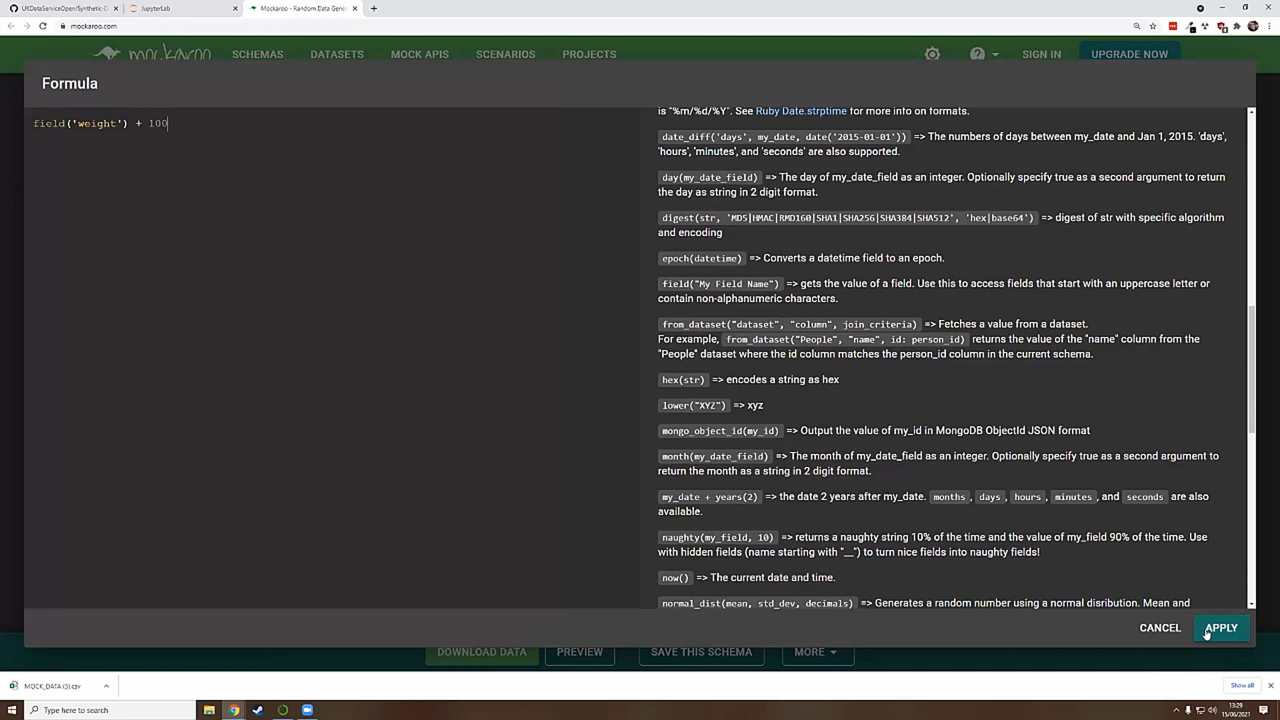 UKDataServiceOpen/Synthetic-D
JupyterLab
Mockaroo - Random Data Gene
mockaroo.com
mockaroo
SCHEMAS
DATASETS
MOCK APIS
SCENARIOS
PROJECTS
SIGN IN
UPGRADE NOW
Formula
field('weight') + 100
is "%m/%d/%Y". See Ruby Date.strptime for more info on formats.
date_diff('days', my_date, date('2015-01-01')) => The numbers of days between my_date and Jan 1, 2015. 'days',
'hours', 'minutes', and 'seconds' are also supported.
day(my_date_field) => The day of my_date_field as an integer. Optionally specify true as a second argument to return
the day as string in 2 digit format.
digest(str, 'MD5|HMAC|RMD160|SHA1|SHA256|SHA384|SHA512', 'hex|base64') => digest of str with specific algorithm
and encoding
epoch(datetime) => Converts a datetime field to an epoch.
field("My Field Name") => gets the value of a field. Use this to access fields that start with an uppercase letter or
contain non-alphanumeric characters.
from_dataset("dataset", "column", join_criteria) => Fetches a value from a dataset.
For example, from_dataset("People", "name", id: person_id) returns the value of the "name" column from the
"People" dataset where the id column matches the person_id column in the current schema.
hex(str) => encodes a string as hex
lower("XYZ") => xyz
mongo_object_id(my_id) => Output the value of my_id in MongoDB ObjectId JSON format
month(my_date_field) => The month of my_date_field as an integer. Optionally specify true as a second argument to
return the month as a string in 2 digit format.
my_date + years(2) => the date 2 years after my_date. months, days, hours, minutes, and seconds are also
available.
naughty(my_field, 10) => returns a naughty string 10% of the time and the value of my_field 90% of the time. Use
with hidden fields (name starting with "__") to turn nice fields into naughty fields!
now() => The current date and time.
normal_dist(mean, std_dev, decimals) => Generates a random number using a normal disribution. Mean and
CANCEL
APPLY
DOWNLOAD DATA
PREVIEW
SAVE THIS SCHEMA
MORE
MOCK_DATA (3).csv
Show all
Type here to search
13:29
15/06/2021